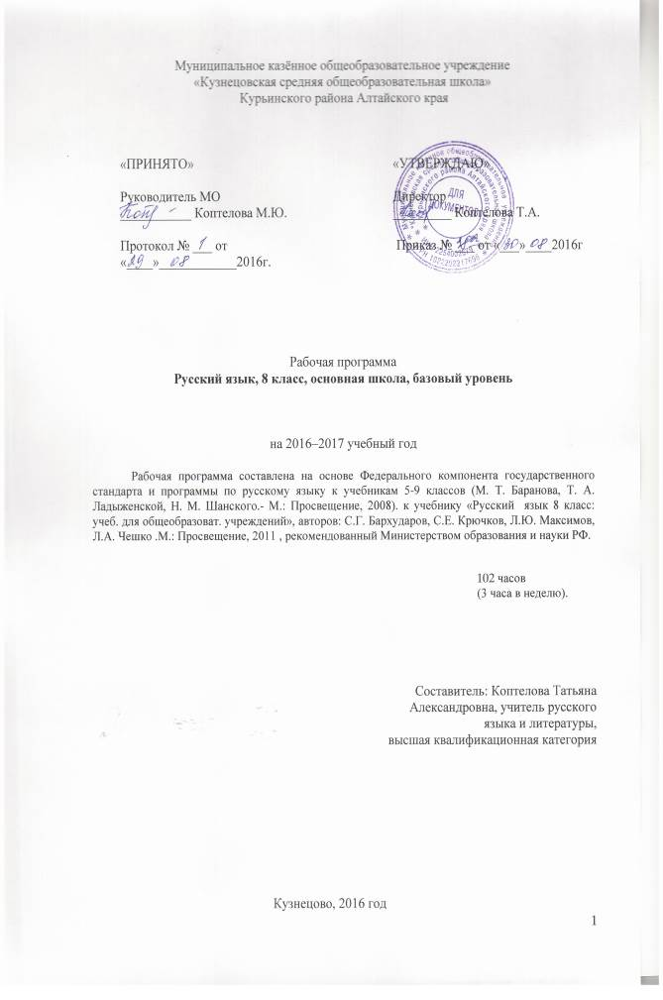 Муниципальное казённое общеобразовательное учреждение
«Кузнецовская средняя общеобразовательная школа»
Курьинского района Алтайского края
«ПРИНЯТО» «УТВЕРЖДАЮ»
Руководитель МО Директор
____________ Коптелова М.Ю. Коптелова Т.А.
Протокол № 1 от Приказ № от «30» 08 2016г
«29» 08 2016г.
ДЛЯ
ДОКУМЕНТОВ
Рабочая программа
Русский язык, 8 класс, основная школа, базовый уровень
на 2016–2017 учебный год
Рабочая программа составлена на основе Федерального компонента государственного
стандарта и программы по русскому языку к учебникам 5-9 классов (М. Т. Баранова, Т. А.
Ладыженской, Н. М. Шанского.- М.: Просвещение, 2008). к учебнику «Русский язык 8 класс:
учеб. для общеобразоват. учреждений», авторов: С.Г. Бархударов, С.Е. Крючков, Л.Ю. Максимов,
Л.А. Чешко .М.: Просвещение, 2011 , рекомендованный Министерством образования и науки РФ.
102 часов
(3 часа в неделю).
Составитель: Коптелова Татьяна
Александровна, учитель русского
языка и литературы,
высшая квалификационная категория
Кузнецово, 2016 год
1